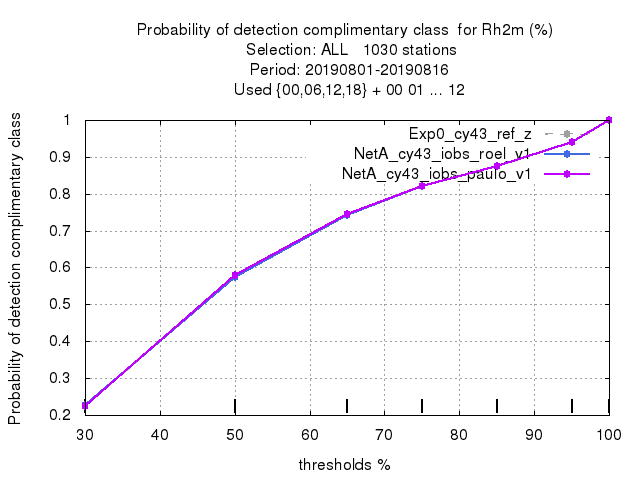 Probability of detection complimentary class  for Rh2m (%)
Selection: ALL   1030 stations
Period: 20190801-20190816
Used {00,06,12,18} + 00 01 ... 12
Probability of detection complimentary class
1
0.9
0.8
0.7
0.6
0.5
0.4
0.3
0.2
Exp0_cy43_ref_z
NetA_cy43_iobs_roel_v1
NetA_cy43_iobs_paulo_v1
30 40 50 60 70 80 90 100
thresholds %